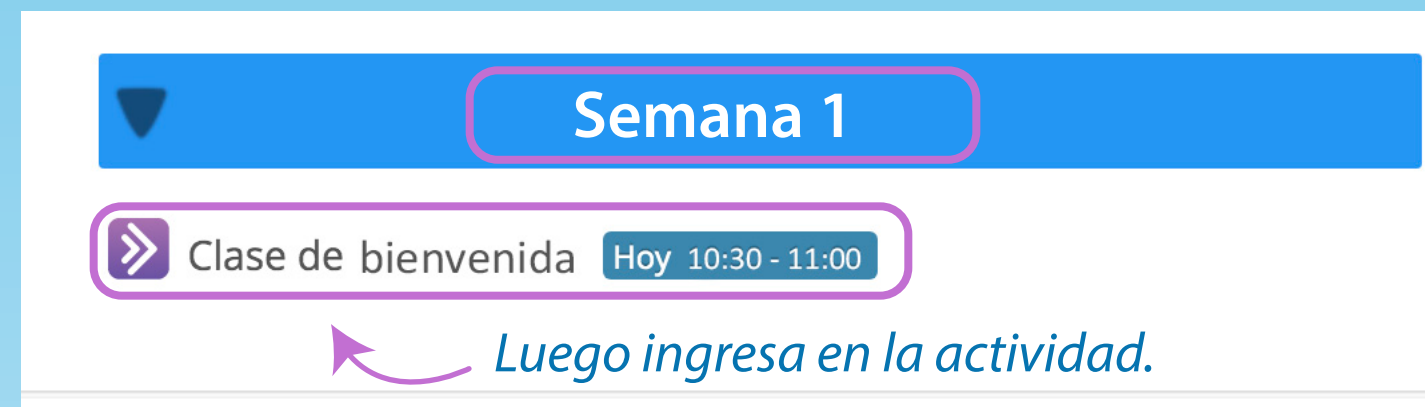 Semana 1
Clase de bienvenida Hoy 10:30 - 11:00
Luego ingresa en la actividad.